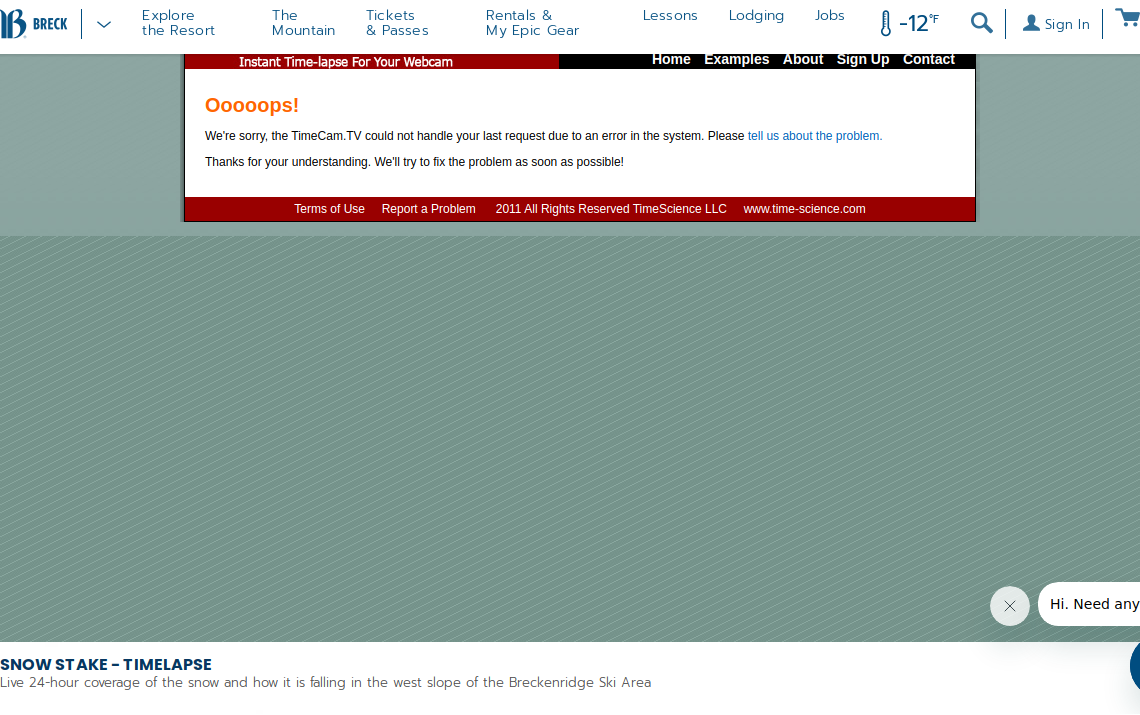 BRECK
Explore
the Resort
The
Mountain
Tickets
& Passes
Rentals &
My Epic Gear
Lessons
Lodging
Jobs
-12°F
Sign In
Instant Time-lapse For Your Webcam
Home Examples About Sign Up Contact
Ooooops!
We're sorry, the TimeCam.TV could not handle your last request due to an error in the system. Please tell us about the problem.
Thanks for your understanding. We'll try to fix the problem as soon as possible!
Terms of Use Report a Problem 2011 All Rights Reserved TimeScience LLC www.time-science.com
Hi. Need any
SNOW STAKE - TIMELAPSE
Live 24-hour coverage of the snow and how it is falling in the west slope of the Breckenridge Ski Area